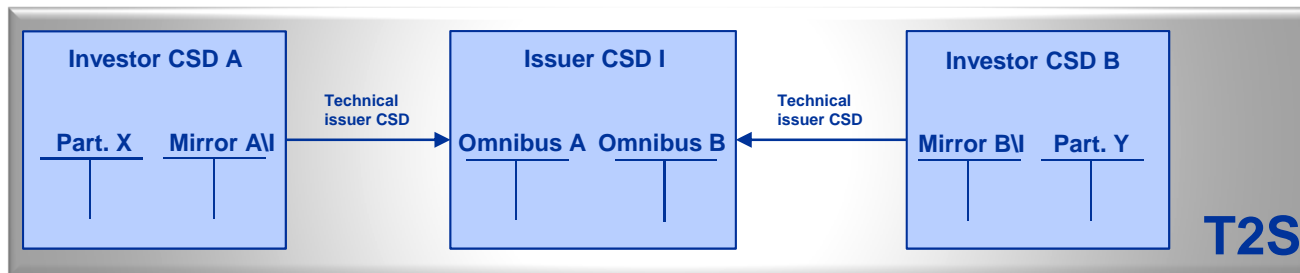 Investor CSD A
Issuer CSD I
Investor CSD B
Technical
issuer CSD
Technical
issuer CSD
Part. X Mirror A\I
Omnibus A Omnibus B
Mirror B\I Part. Y
T2S